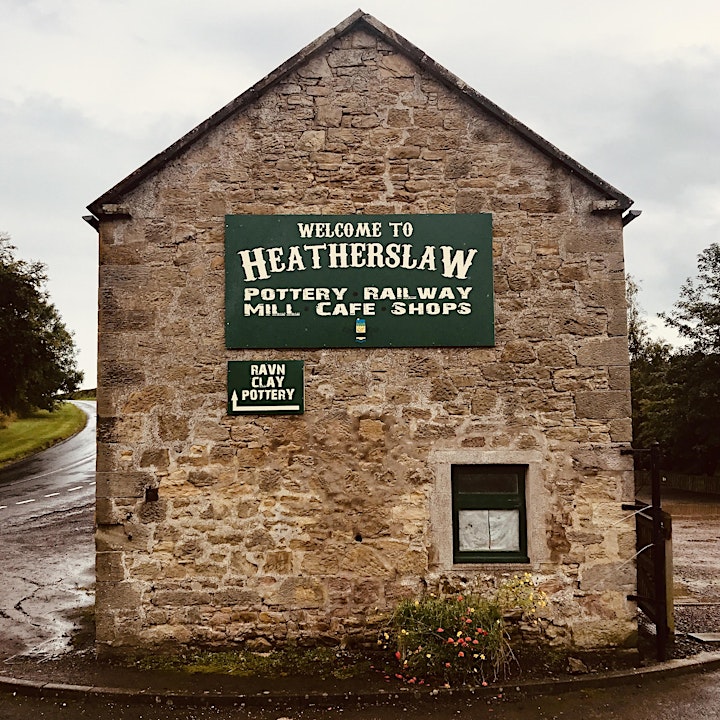 WELCOME TO
HEATHERSLAW
POTTERY RAILWAY
MILL CAFE SHOPS
RAVN
CLAY
POTTERY